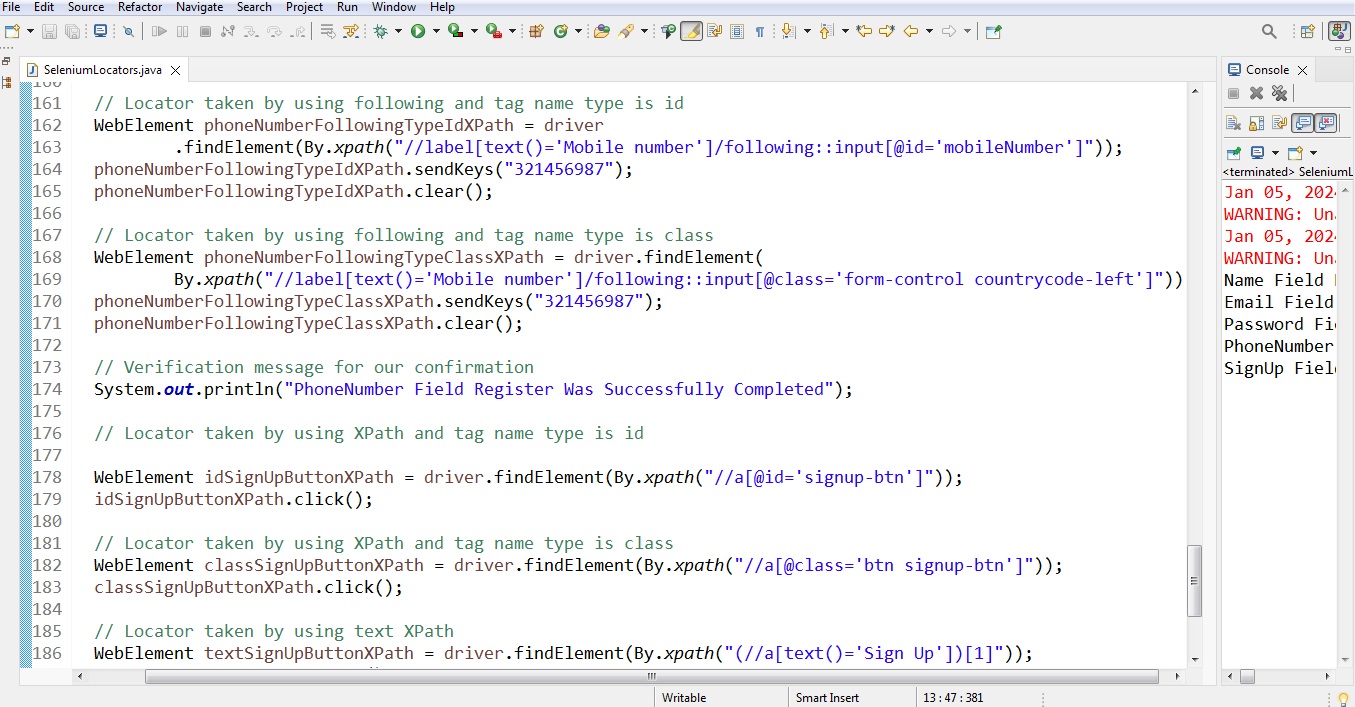 File Edit Source Refactor Navigate Search Project Run Window Help
SeleniumLocators.java
161 // Locator taken by using following and tag name type is id
162 WebElement phoneNumberFollowingTypeIdXPath = driver
163 .findElement(By.xpath("//label[text()='Mobile number']/following::input[@id='mobileNumber']"));
164 phoneNumberFollowingTypeIdXPath.sendKeys("321456987");
165 phoneNumberFollowingTypeIdXPath.clear();
166
167 // Locator taken by using following and tag name type is class
168 WebElement phoneNumberFollowingTypeClassXPath = driver.findElement(
169 By.xpath("//label[text()='Mobile number']/following::input[@class='form-control countrycode-left']"))
170 phoneNumberFollowingTypeClassXPath.sendKeys("321456987");
171 phoneNumberFollowingTypeClassXPath.clear();
172
173 // Verification message for our confirmation
174 System.out.println("PhoneNumber Field Register Was Successfully Completed");
175
176 // Locator taken by using XPath and tag name type is id
177
178 WebElement idSignUpButtonXPath = driver.findElement(By.xpath("//a[@id='signup-btn']"));
179 idSignUpButtonXPath.click();
180
181 // Locator taken by using XPath and tag name type is class
182 WebElement classSignUpButtonXPath = driver.findElement(By.xpath("//a[@class='btn signup-btn']"));
183 classSignUpButtonXPath.click();
184
185 // Locator taken by using text XPath
186 WebElement textSignUpButtonXPath = driver.findElement(By.xpath("(//a[text()='Sign Up'])[1]"));
Console
<terminated> SeleniumL
Jan 05, 2024
WARNING: Un
Jan 05, 2024
WARNING: Un
Name Field
Email Field
Password Fi
PhoneNumber
SignUp Fiel
Writable Smart Insert 13 : 47 : 381